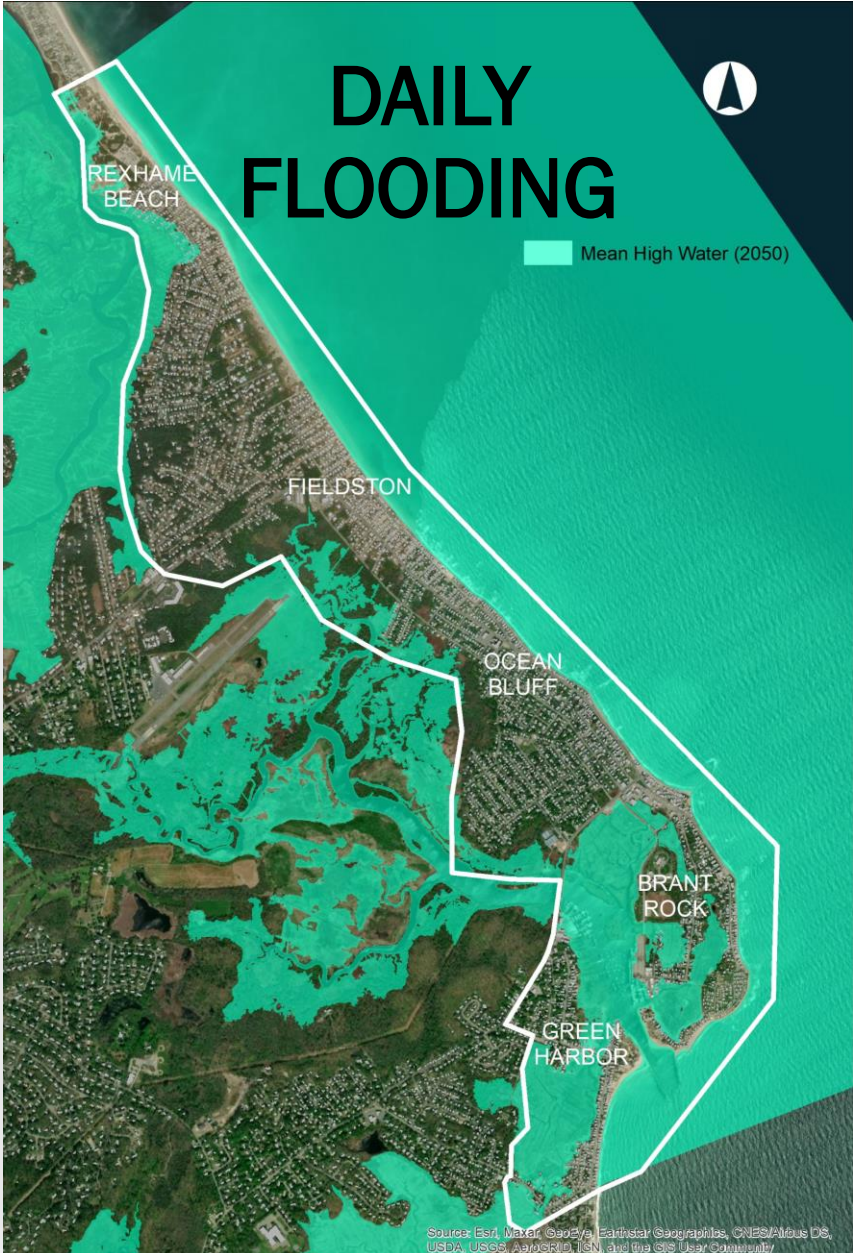 DAILY
FLOODING
Mean High Water (2050)
REXHAME
BEACH
FIELDSTON
OCEAN
BLUFF
BRANT
ROCK
GREEN
HARBOR
Source: Esri, Maxar, GeoEye, Earthstar Geographics, CNES/Airbus DS,
USDA, USGS, AeroGRID, IGN, and the GIS User Community